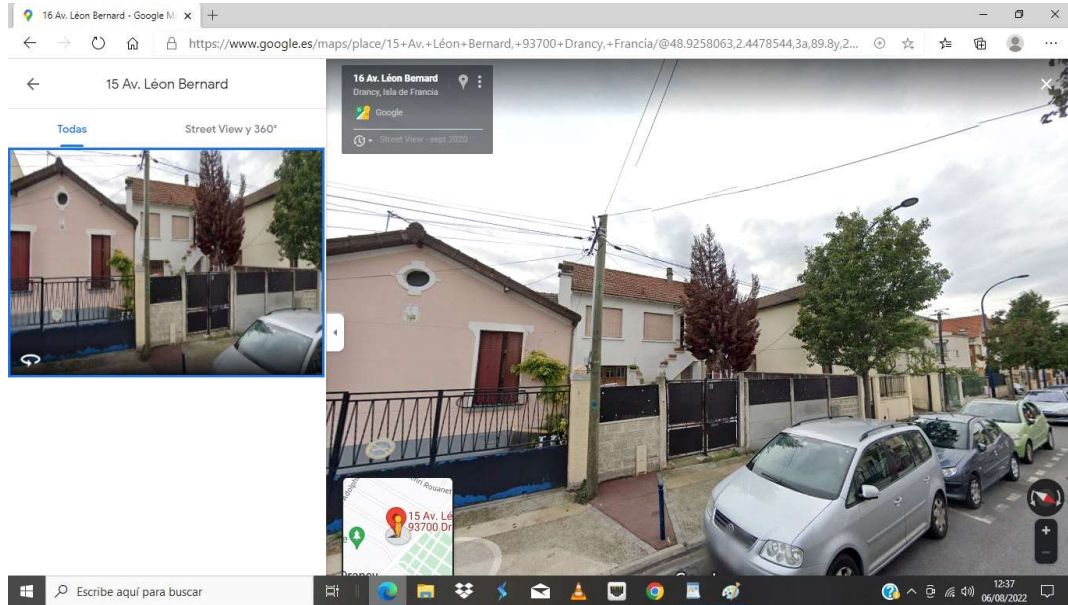 16 Av. Léon Bernard - Google M
https://www.google.es/maps/place/15+Av.+Léon+Bernard,+93700+Drancy,+Francia/@48.9258063,2.4478544,3a,89.8y,2...
15 Av. Léon Bernard
Todas
Street View y 360°
16 Av. Léon Bernard
Drancy, Isla de Francia
Google
Street View - sept 2020
Rouanet
15 Av. Lé
93700 Dr
Drancy
Escribe aquí para buscar
12:37
06/08/2022